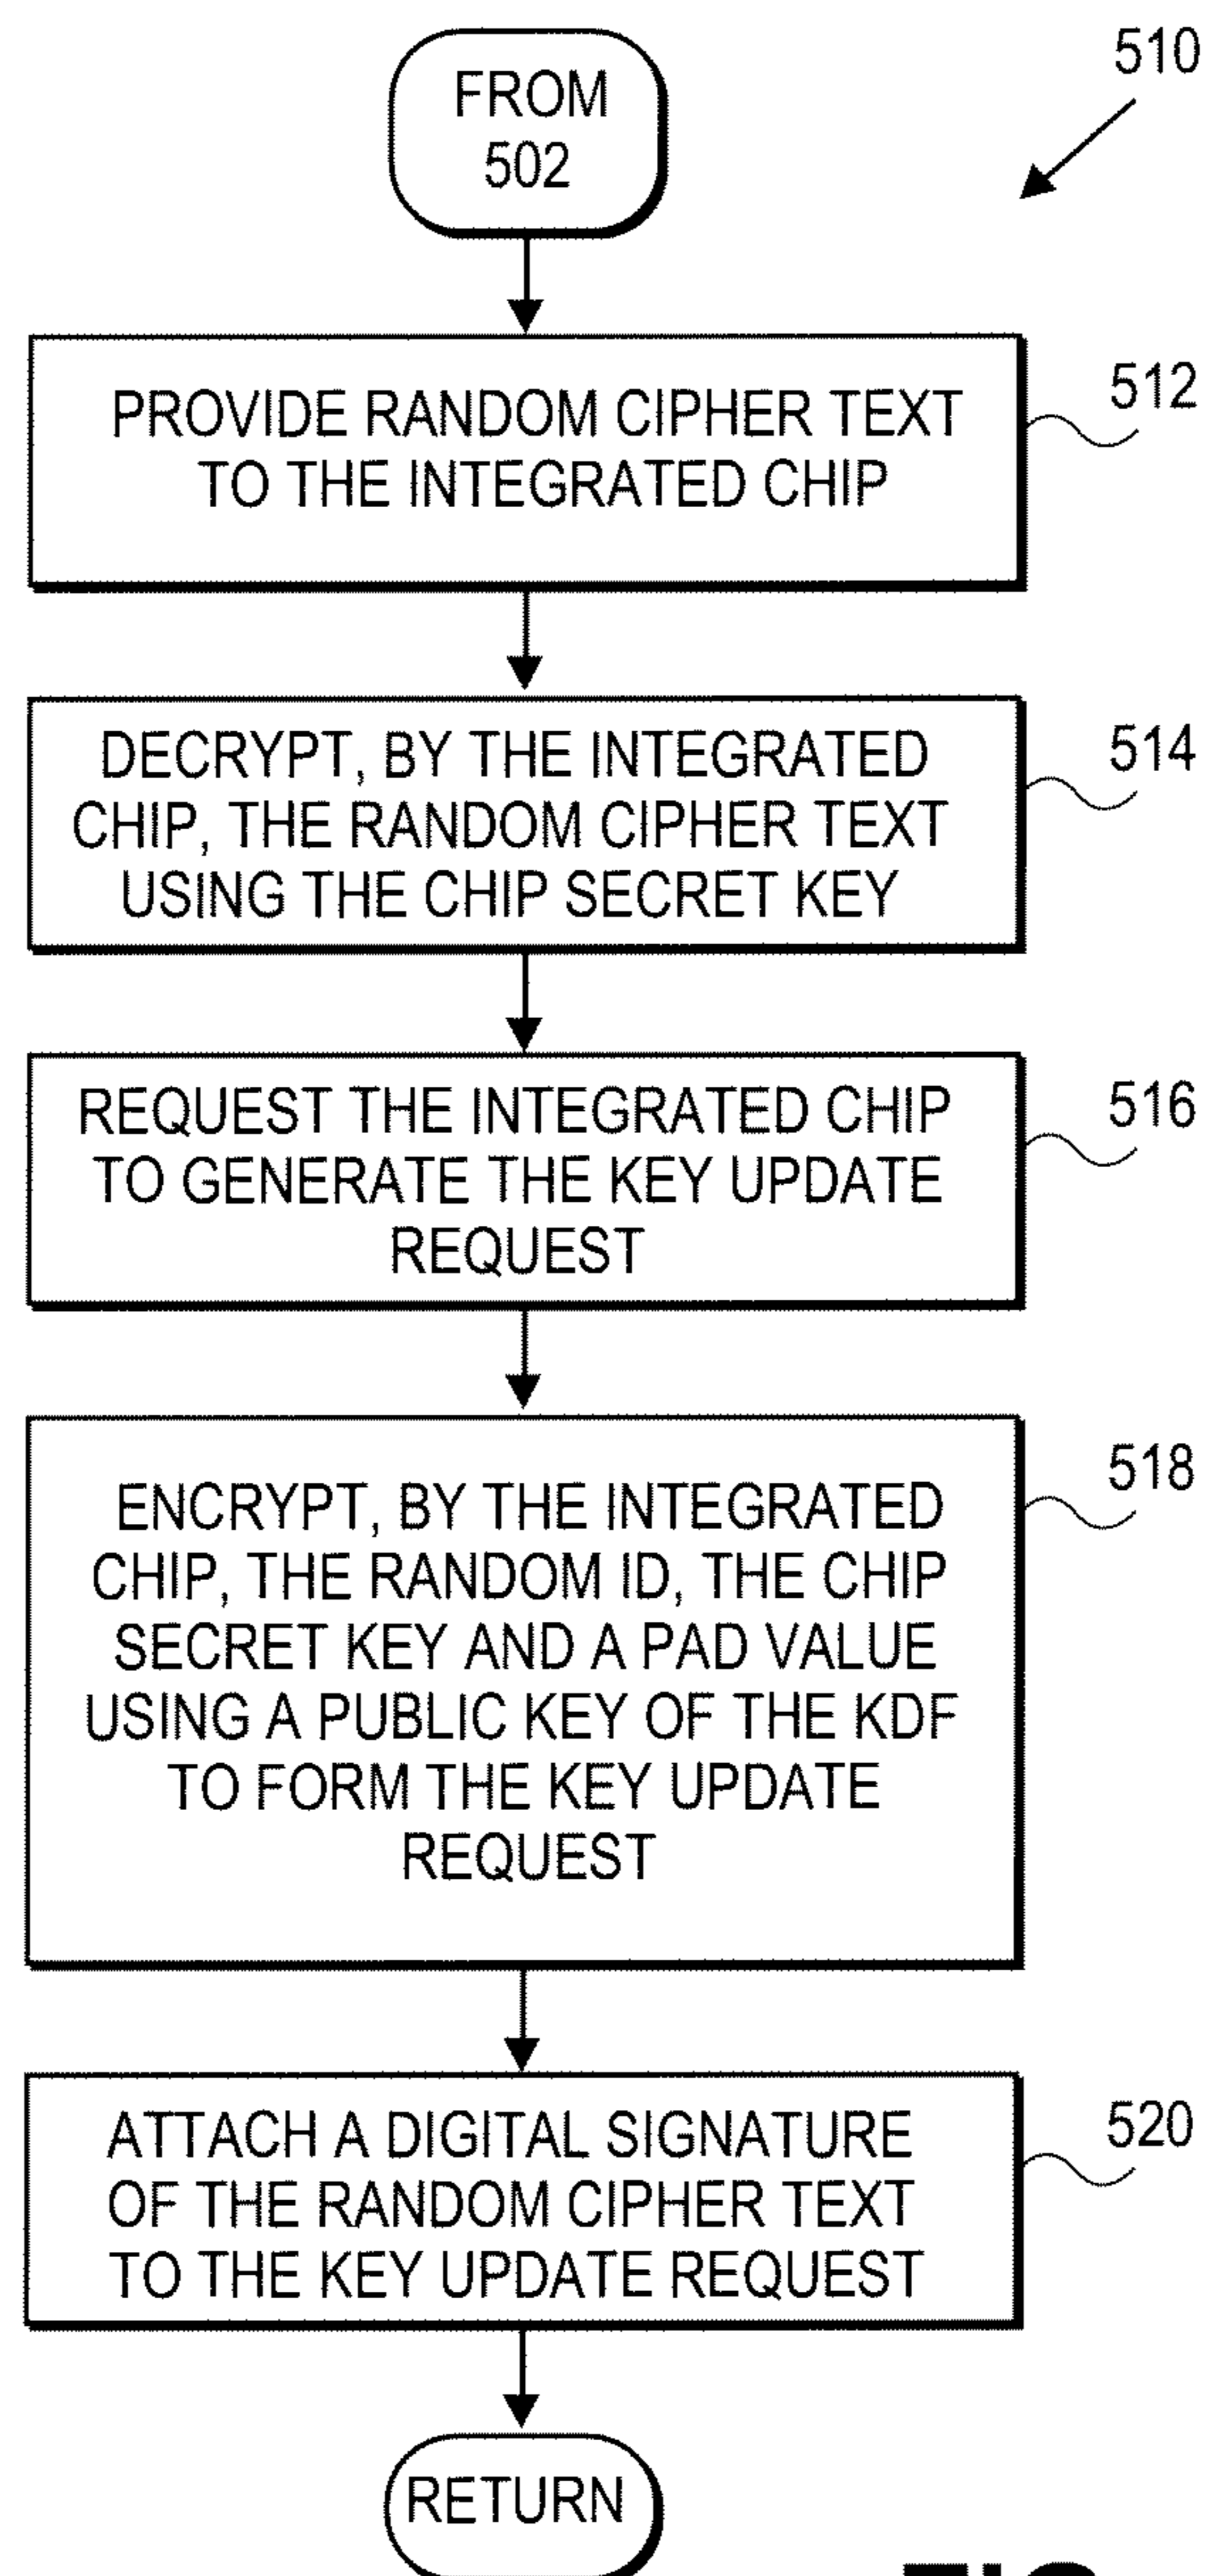 510
FROM
502
PROVIDE RANDOM CIPHER TEXT
TO THE INTEGRATED CHIP
512
DECRYPT, BY THE INTEGRATED
CHIP, THE RANDOM CIPHER TEXT
USING THE CHIP SECRET KEY
514
REQUEST THE INTEGRATED CHIP
TO GENERATE THE KEY UPDATE
REQUEST
516
ENCRYPT, BY THE INTEGRATED
CHIP, THE RANDOM ID, THE CHIP
SECRET KEY AND A PAD VALUE
USING A PUBLIC KEY OF THE KDF
TO FORM THE KEY UPDATE
REQUEST
518
ATTACH A DIGITAL SIGNATURE
OF THE RANDOM CIPHER TEXT
TO THE KEY UPDATE REQUEST
520
RETURN